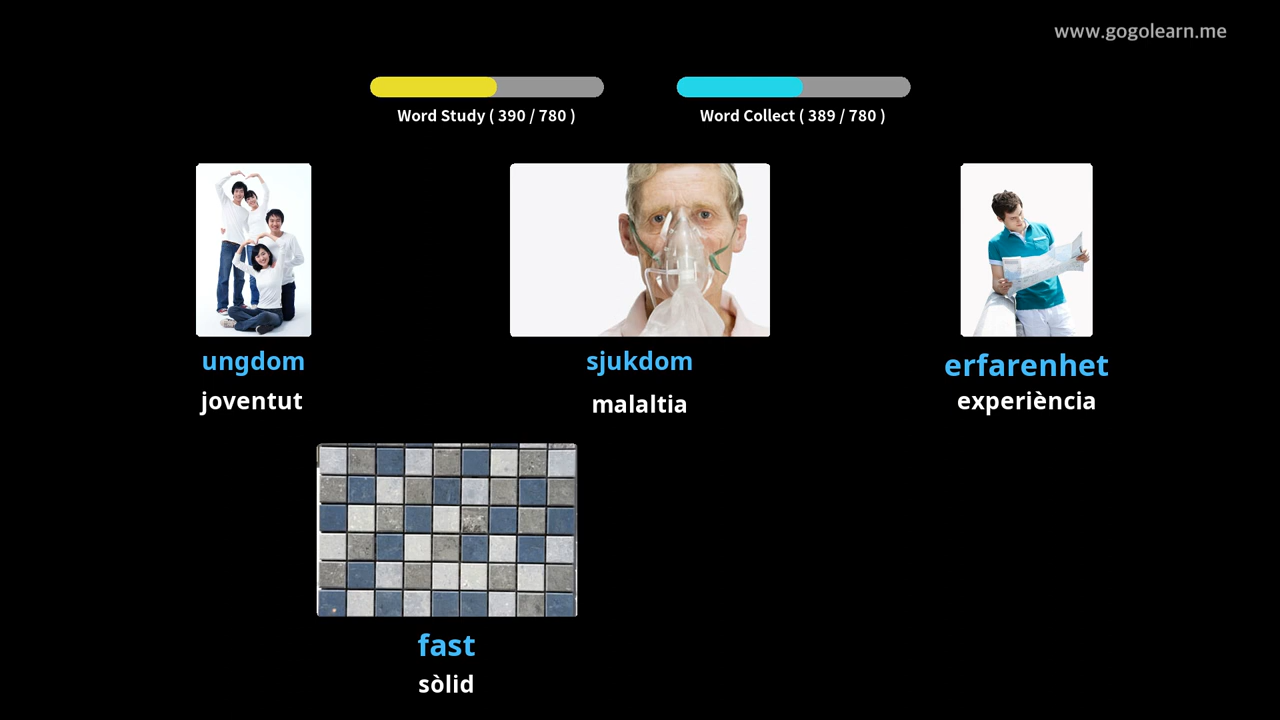 www.gogolearn.me
Word Study ( 390 / 780 )
Word Collect ( 389 / 780 )
ungdom
joventut
sjukdom
malaltia
erfarenhet
experiència
fast
sòlid